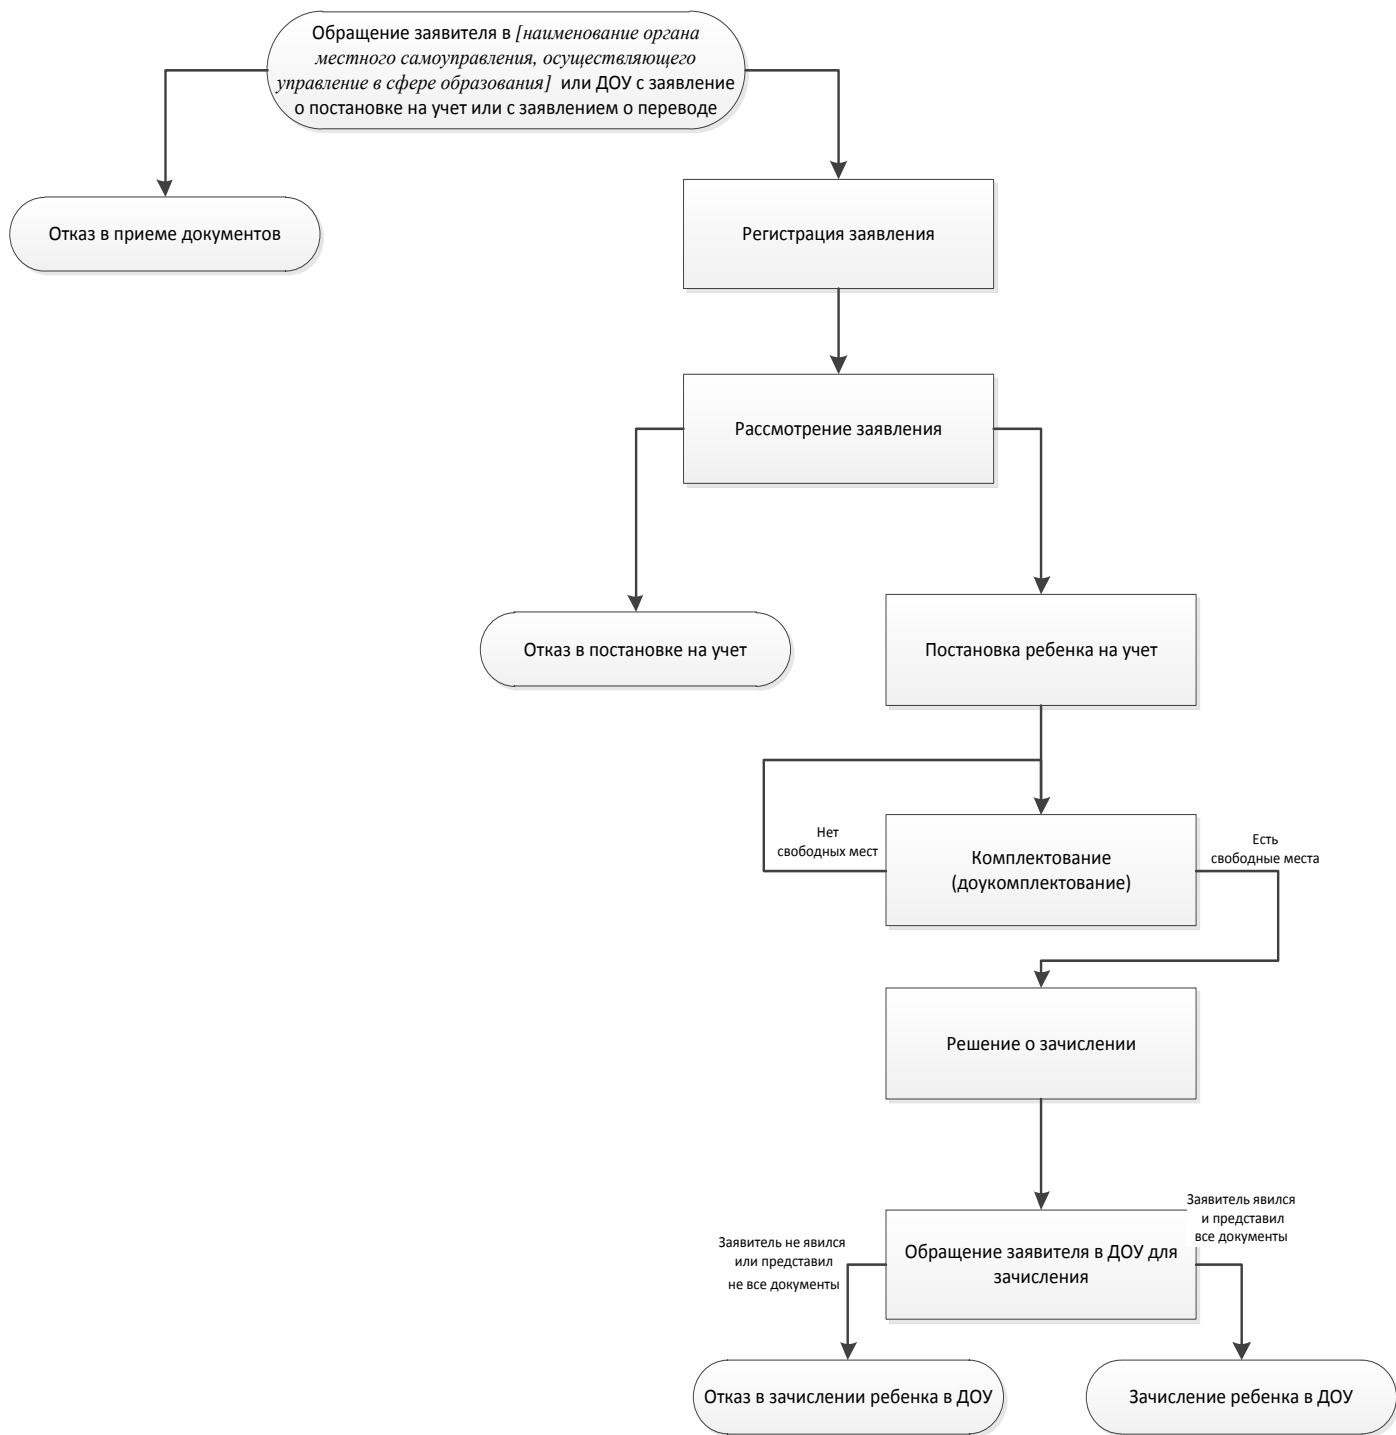 Обращение заявителя в [наименование органа
местного самоуправления, осуществляющего
управление в сфере образования] или ДОУ с заявление
о постановке на учет или с заявлением о переводе
Отказ в приеме документов
Регистрация заявления
Рассмотрение заявления
Отказ в постановке на учет
Постановка ребенка на учет
Нет
свободных мест
Комплектование
(доукомплектование)
Есть
свободные места
Решение о зачислении
Заявитель не явился
или представил
не все документы
Обращение заявителя в ДОУ для
зачисления
Заявитель явился
и представил
все документы
Отказ в зачислении ребенка в ДОУ
Зачисление ребенка в ДОУ